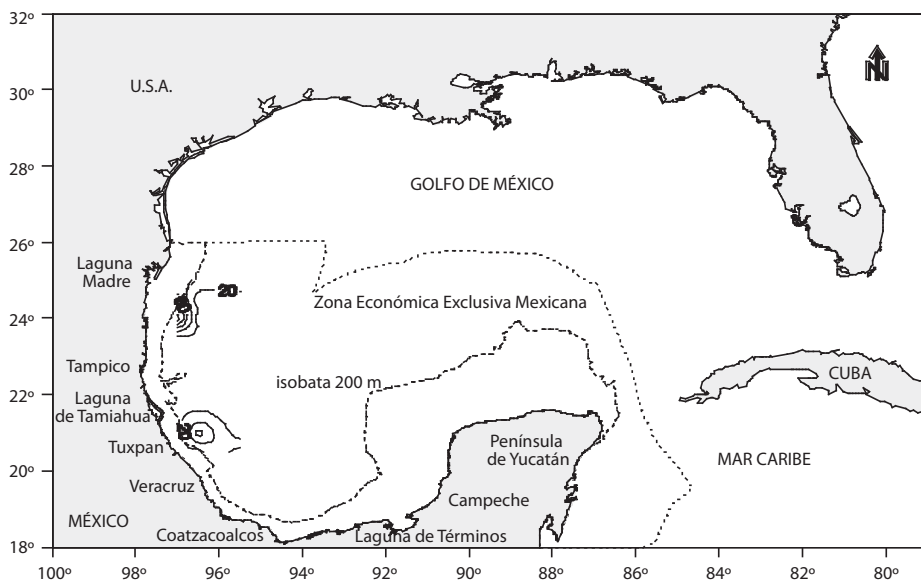 32º
N
U.S.A.
30º
28º
GOLFO DE MÉXICO
26º
Laguna
Madre
20
Zona Económica Exclusiva Mexicana
24º
Tampico
22º
isobata 200 m
CUBA
Laguna
de Tamiahua
Tuxpan
Península
de Yucatán
20º
MAR CARIBE
Veracruz
Campeche
MÉXICO
Coatzacoalcos
Laguna de Términos
18º
100º
98º
96º
94º
92º
90º
88º
86º
84º
82º
80º